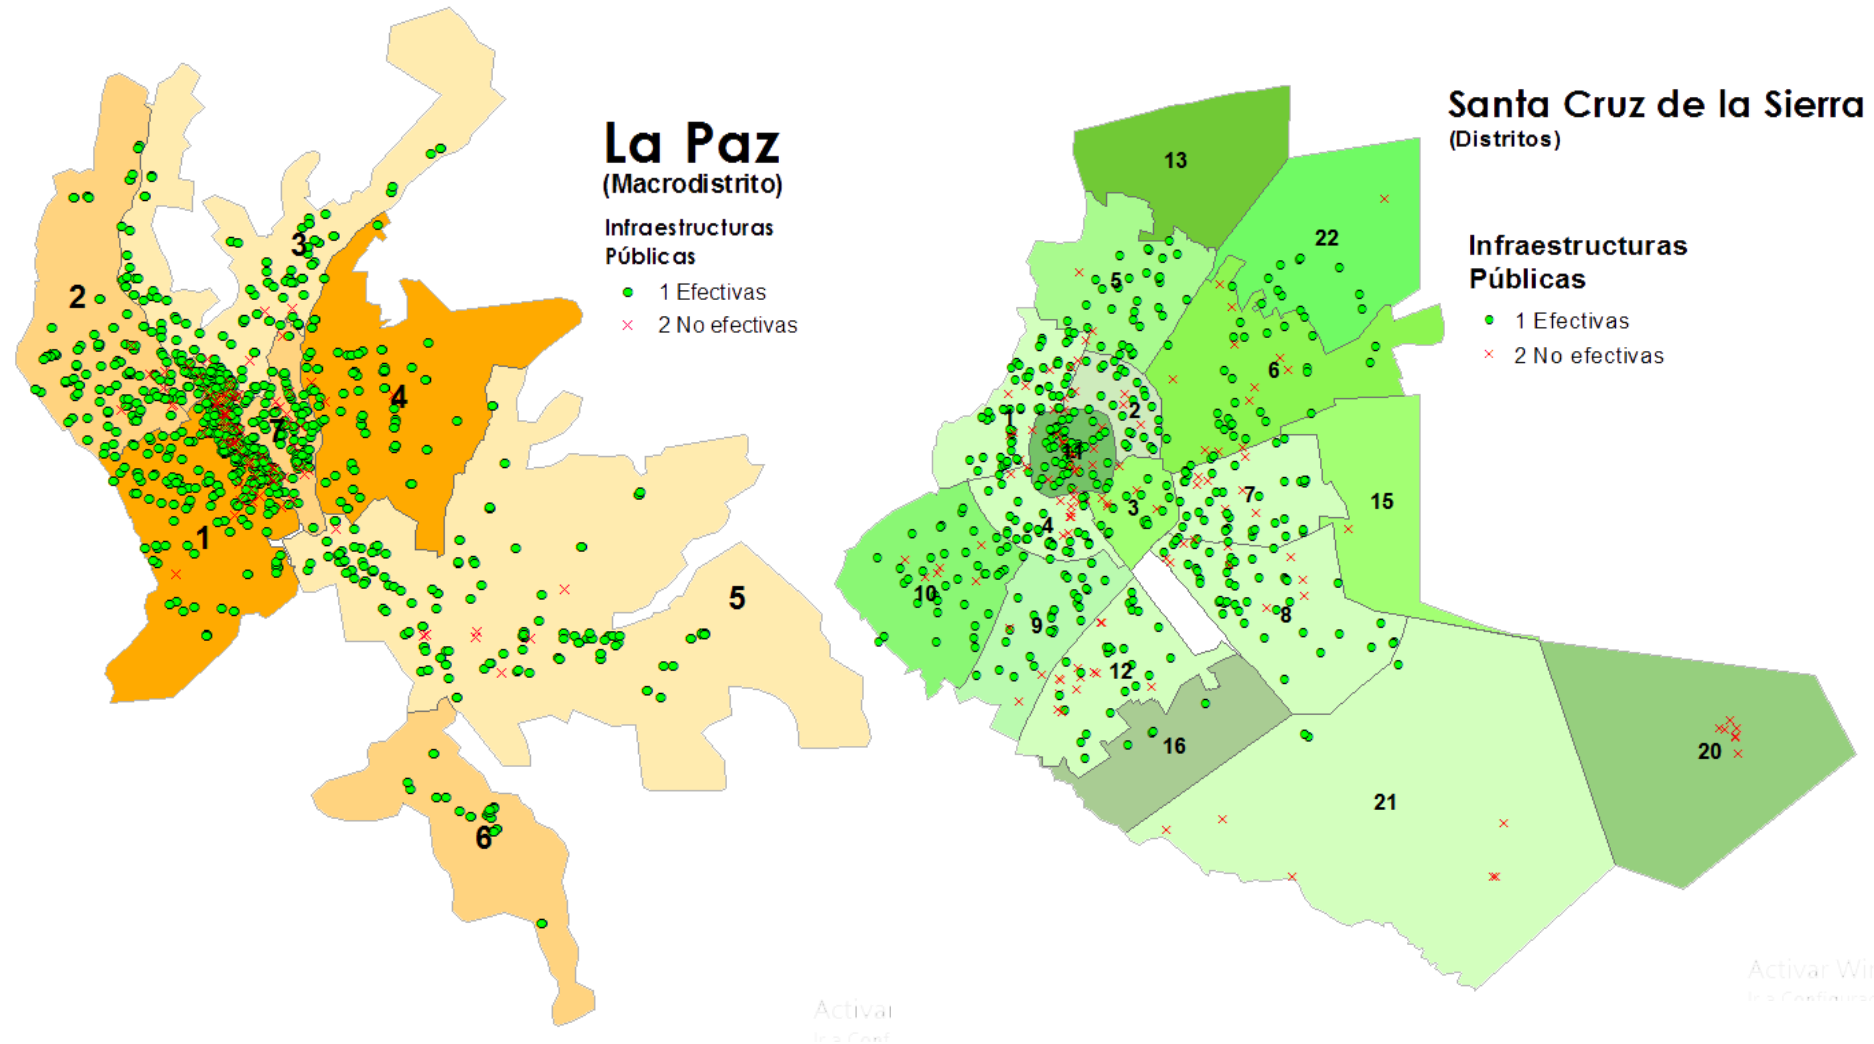 La Paz
(Macrodistrito)
Infraestructuras
Públicas
1 Efectivas
2 No efectivas
2
3
4
7
1
5
6
Santa Cruz de la Sierra
(Distritos)
Infraestructuras
Públicas
1 Efectivas
2 No efectivas
13
22
5
6
2
1
11
15
7
3
4
10
9
8
12
16
20
21
Activar
Activar Win